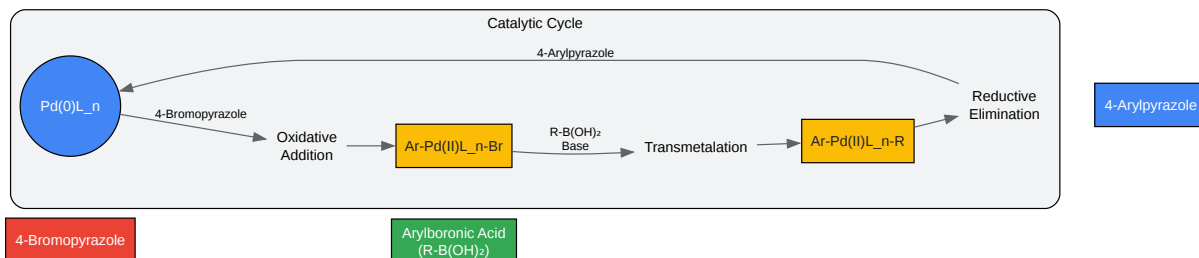 Catalytic Cycle
4-Arylpyrazole
Pd(0)L_n
4-Bromopyrazole
Oxidative
Addition
Ar-Pd(II)L_n-Br
R-B(OH)₂
Base
Transmetalation
Ar-Pd(II)L_n-R
Reductive
Elimination
4-Arylpyrazole
4-Bromopyrazole
Arylboronic Acid
(R-B(OH)₂)